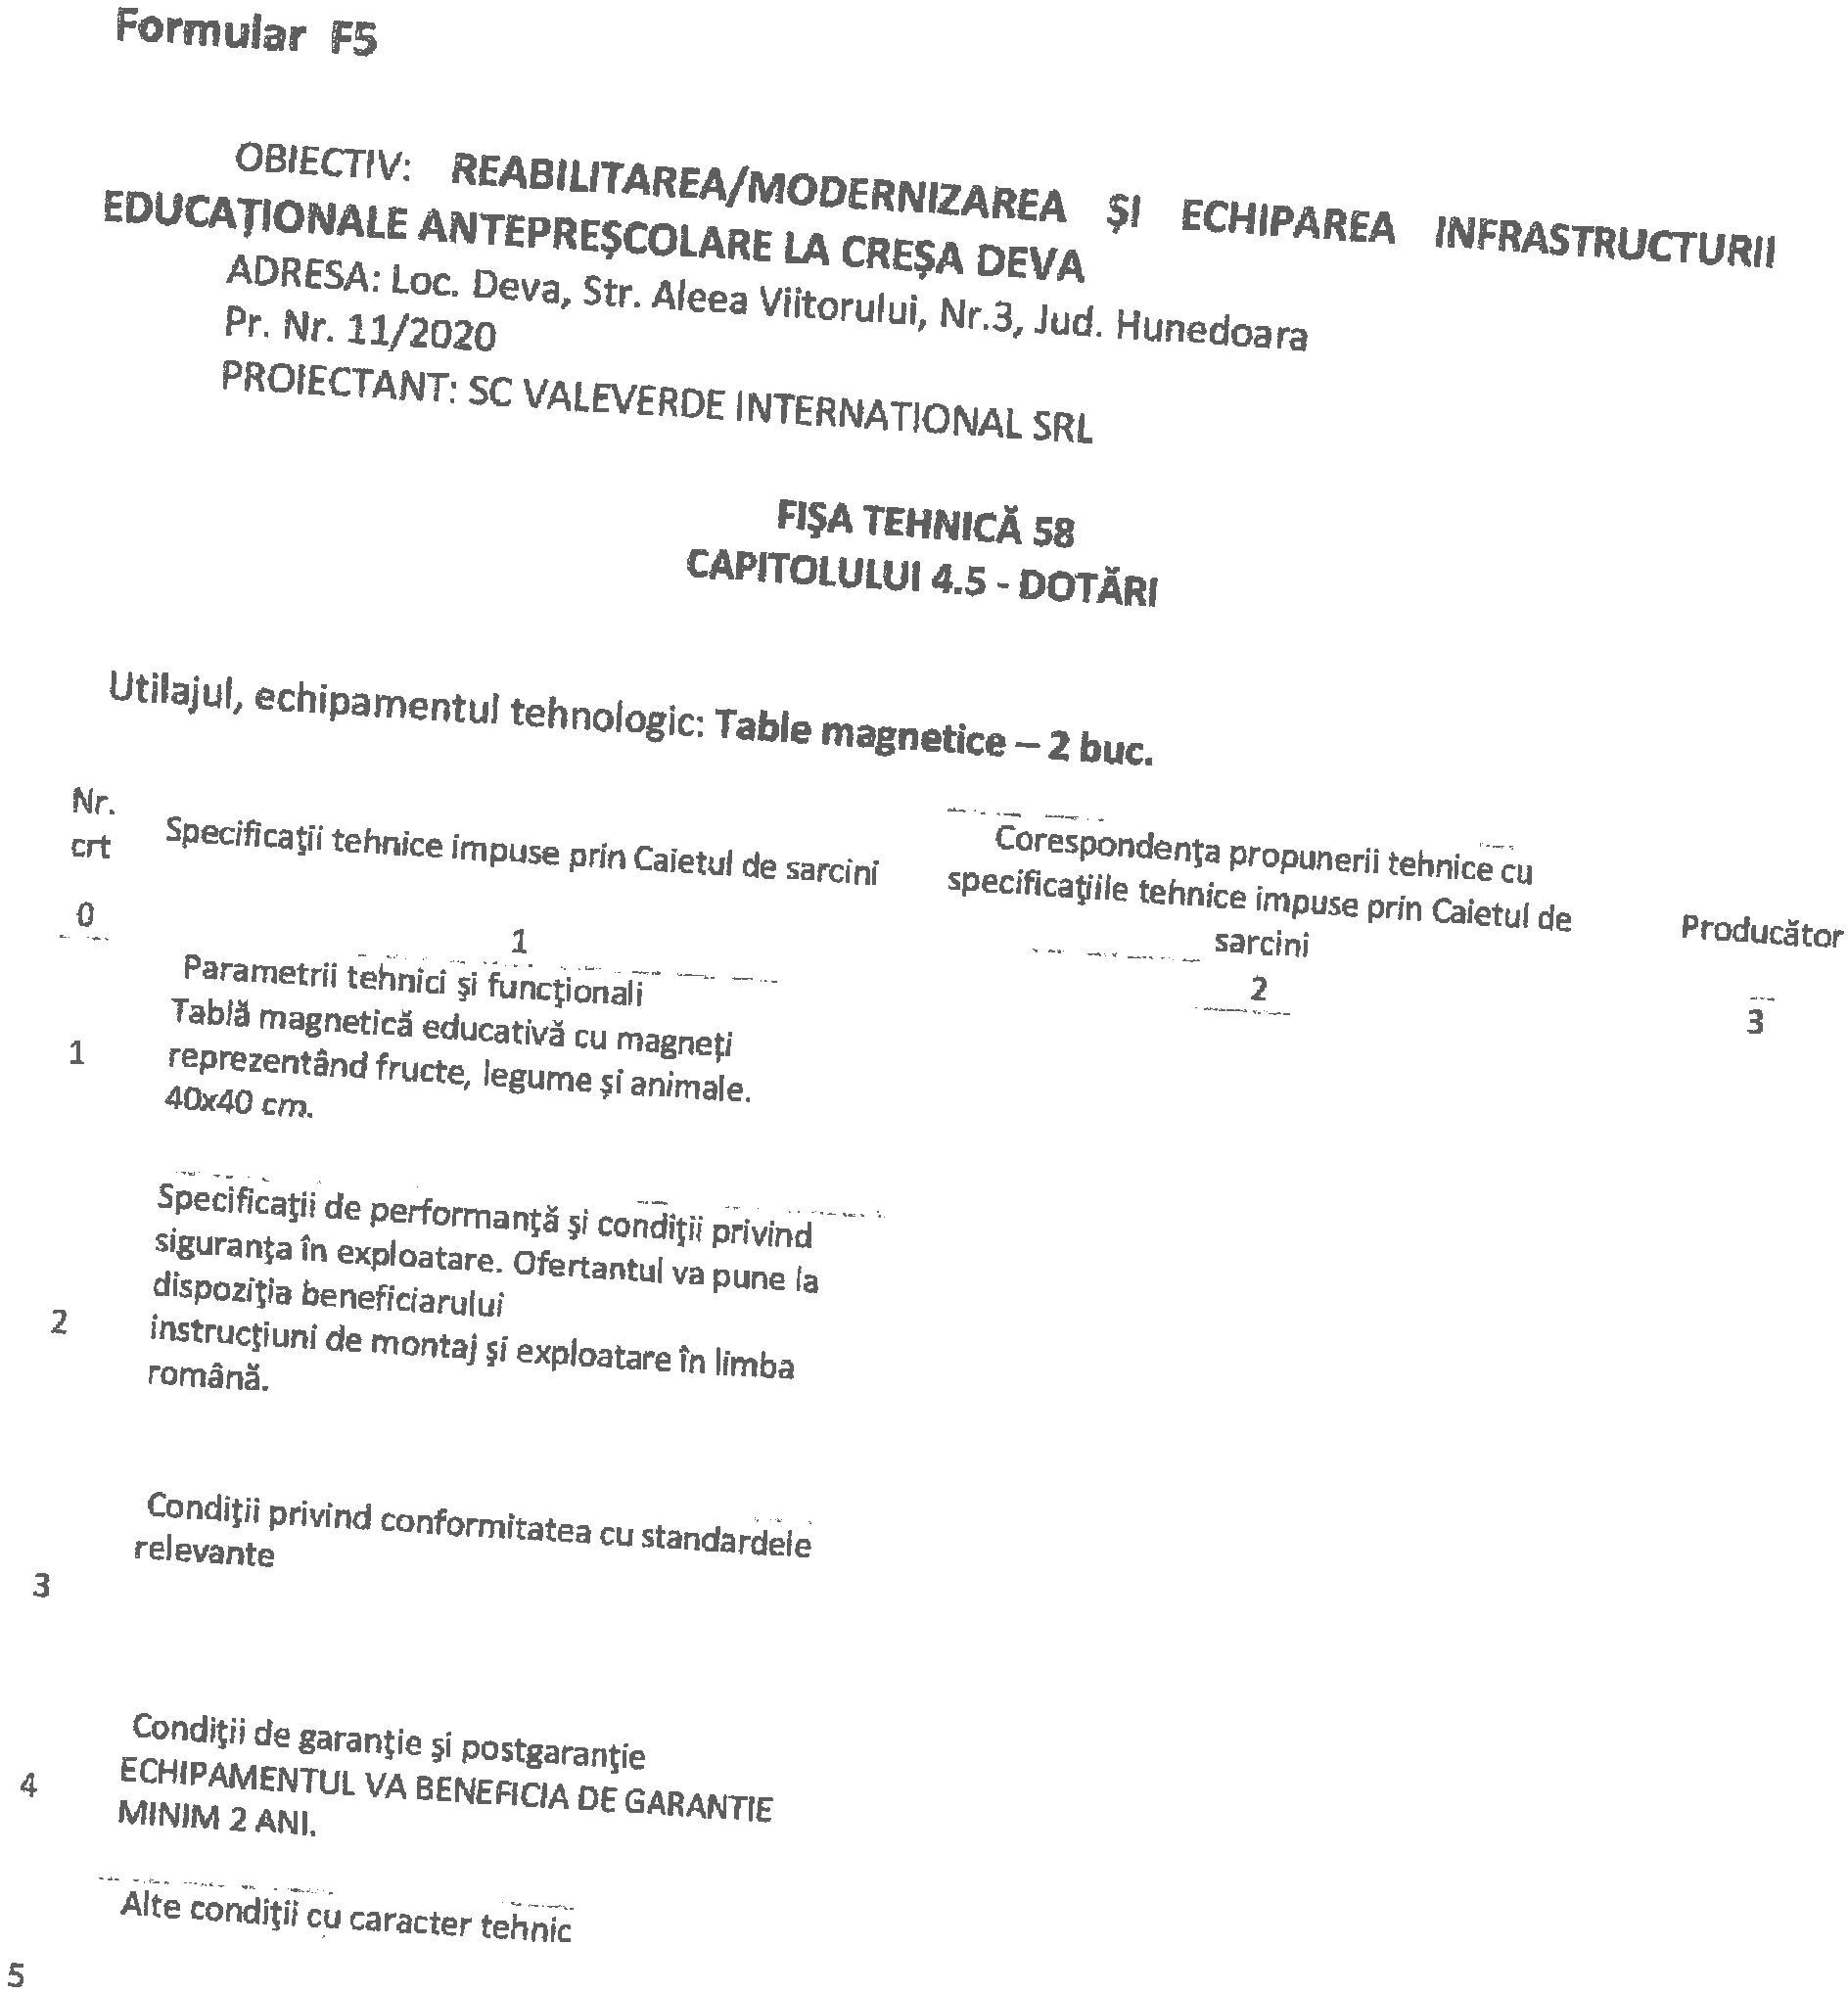 Formular F5
OBIECTIV: REABILITAREA/MODERNIZAREA ŞI ECHIPAREA INFRASTRUCTURII
EDUCAŢIONALE ANTEPREŞCOLARE LA CREŞA DEVA
ADRESA: Loc. Deva, Str. Aleea Viitorului, Nr.3, Jud. Hunedoara
Pr. Nr. 11/2020
PROIECTANT: SC VALEVERDE INTERNATIONAL SRL
FIŞA TEHNICĂ 58
CAPITOLULUI 4.5 - DOTĂRI
Utilajul, echipamentul tehnologic: Table magnetice – 2 buc.
Nr.
crt
Specificaţii tehnice impuse prin Caietul de sarcini
Corespondenţa propunerii tehnice cu
specificaţiile tehnice impuse prin Caietul de
sarcini
Producător
0
1
2
3
Parametrii tehnici şi funcţionali
Tablă magnetică educativă cu magneţi
1
reprezentând fructe, legume şi animale.
40x40 cm.
Specificaţii de performanţă şi condiţii privind
siguranţa în exploatare. Ofertantul va pune la
dispoziţia beneficiarului
2
instrucţiuni de montaj şi exploatare în limba
română.
Condiţii privind conformitatea cu standardele
relevante
3
Condiţii de garanţie şi postgaranţie
4
ECHIPAMENTUL VA BENEFICIA DE GARANTIE
MINIM 2 ANI.
Alte condiţii cu caracter tehnic
5